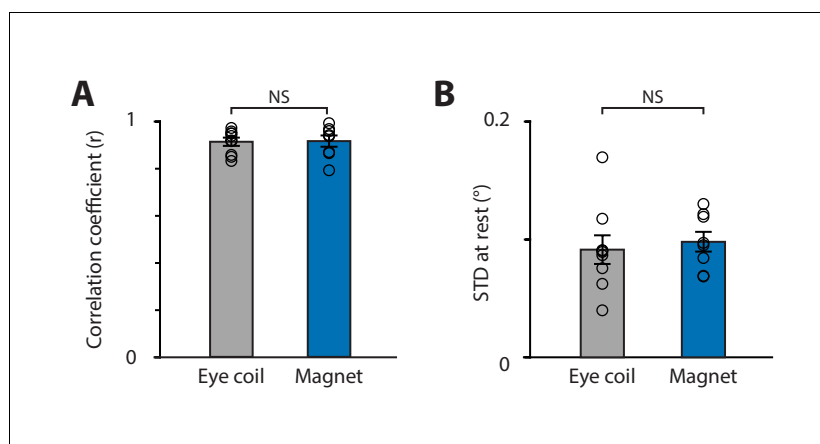 A
NS
Correlation coefficient (r)
1
0
Eye coil
Magnet
B
NS
STD at rest (°)
0.2
0
Eye coil
Magnet